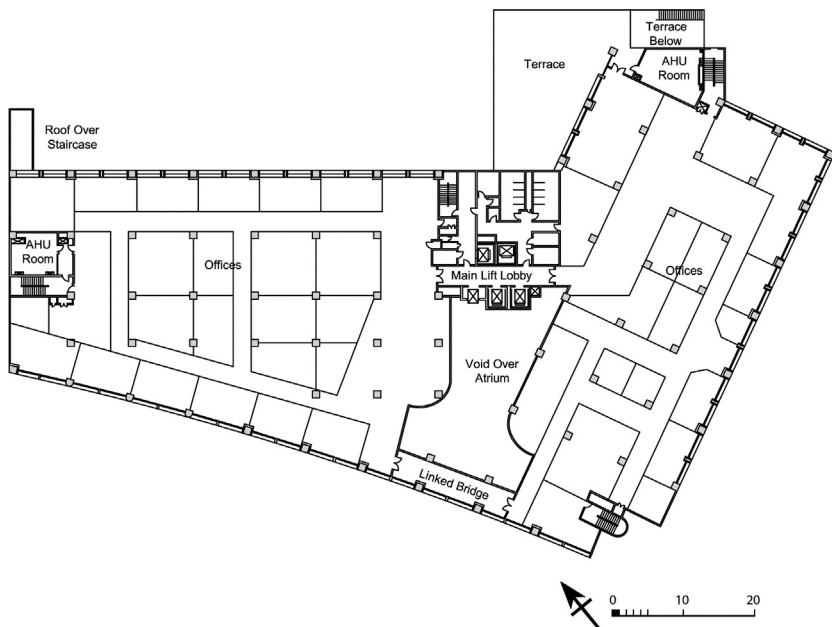 Terrace
Below
Terrace
AHU
Room
Roof Over
Staircase
AHU
Room
Offices
Main Lift Lobby
Offices
Void Over
Atrium
Linked Bridge
0
10
20